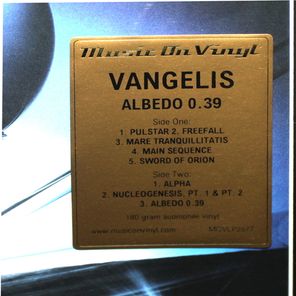 Music On Vinyl
VANGELIS
ALBEDO 0.39
Side One:
1. PULSTAR 2. FREEFALL
3. MARE TRANQUILLITATIS
4. MAIN SEQUENCE
5. SWORD OF ORION
Side Two:
1. ALPHA
2. NUCLEOGENESIS, PT. 1 & PT. 2
3. ALBEDO 0.39
180 gram audiophile vinyl
www.musiconvinyl.com MOVLP2677